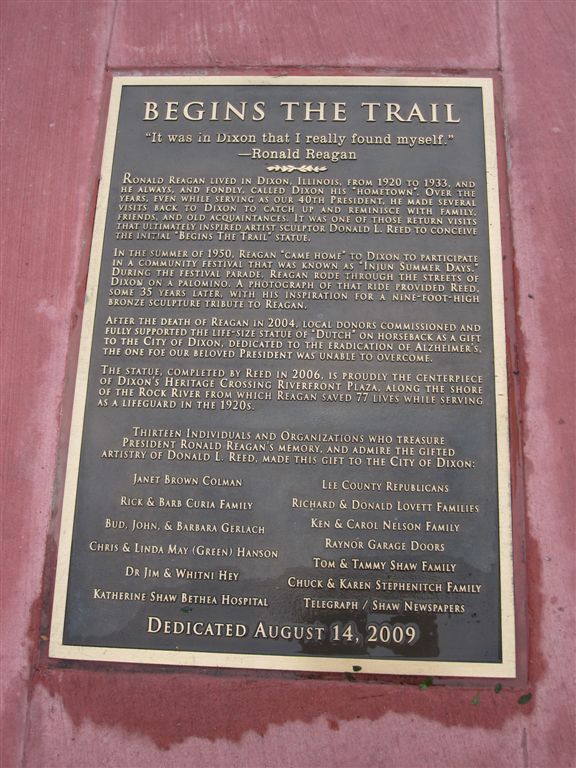 BEGINS THE TRAIL
"It was in Dixon that I really found myself."
—Ronald Reagan
RONALD REAGAN LIVED IN DIXON, ILLINOIS, FROM 1920 TO 1933, AND
HE ALWAYS, AND FONDLY, CALLED DIXON HIS "HOMETOWN". OVER THE
YEARS, EVEN WHILE SERVING AS OUR 40TH PRESIDENT, HE MADE SEVERAL
VISITS BACK TO DIXON TO CATCH UP AND REMINISCE WITH FAMILY,
FRIENDS, AND OLD ACQUAINTANCES. IT WAS ONE OF THOSE RETURN VISITS
THAT ULTIMATELY INSPIRED ARTIST SCULPTOR DONALD L. REED TO CONCEIVE
THE INITIAL "BEGINS THE TRAIL" STATUE.
IN THE SUMMER OF 1950, REAGAN "CAME HOME" TO DIXON TO PARTICIPATE
IN A COMMUNITY FESTIVAL THAT WAS KNOWN AS "INJUN SUMMER DAYS."
DURING THE FESTIVAL PARADE, REAGAN RODE THROUGH THE STREETS OF
DIXON ON A PALOMINO. A PHOTOGRAPH OF THAT RIDE PROVIDED REED,
SOME 35 YEARS LATER, WITH HIS INSPIRATION FOR A NINE-FOOT-HIGH
BRONZE SCULPTURE TRIBUTE TO REAGAN.
AFTER THE DEATH OF REAGAN IN 2004, LOCAL DONORS COMMISSIONED AND
FULLY SUPPORTED THE LIFE-SIZE STATUE OF "DUTCH" ON HORSEBACK AS A GIFT
TO THE CITY OF DIXON, DEDICATED TO THE ERADICATION OF ALZHEIMER'S,
THE ONE FOE OUR BELOVED PRESIDENT WAS UNABLE TO OVERCOME.
THE STATUE, COMPLETED BY REED IN 2006, IS PROUDLY THE CENTERPIECE
OF DIXON'S HERITAGE CROSSING RIVERFRONT PLAZA, ALONG THE SHORE
OF THE ROCK RIVER FROM WHICH REAGAN SAVED 77 LIVES WHILE SERVING
AS A LIFEGUARD IN THE 1920S.
THIRTEEN INDIVIDUALS AND ORGANIZATIONS WHO TREASURE
PRESIDENT RONALD REAGAN'S MEMORY, AND ADMIRE THE GIFTED
ARTISTRY OF DONALD L. REED, MADE THIS GIFT TO THE CITY OF DIXON:
JANET BROWN COLMAN
RICK & BARB CURIA FAMILY
BUD, JOHN, & BARBARA GERLACH
CHRIS & LINDA MAY (GREEN) HANSON
DR JIM & WHITNI HEY
KATHERINE SHAW BETHEA HOSPITAL
LEE COUNTY REPUBLICANS
RICHARD & DONALD LOVETT FAMILIES
KEN & CAROL NELSON FAMILY
RAYNOR GARAGE DOORS
TOM & TAMMY SHAW FAMILY
CHUCK & KAREN STEPHENITCH FAMILY
TELEGRAPH / SHAW NEWSPAPERS
DEDICATED AUGUST 14, 2009